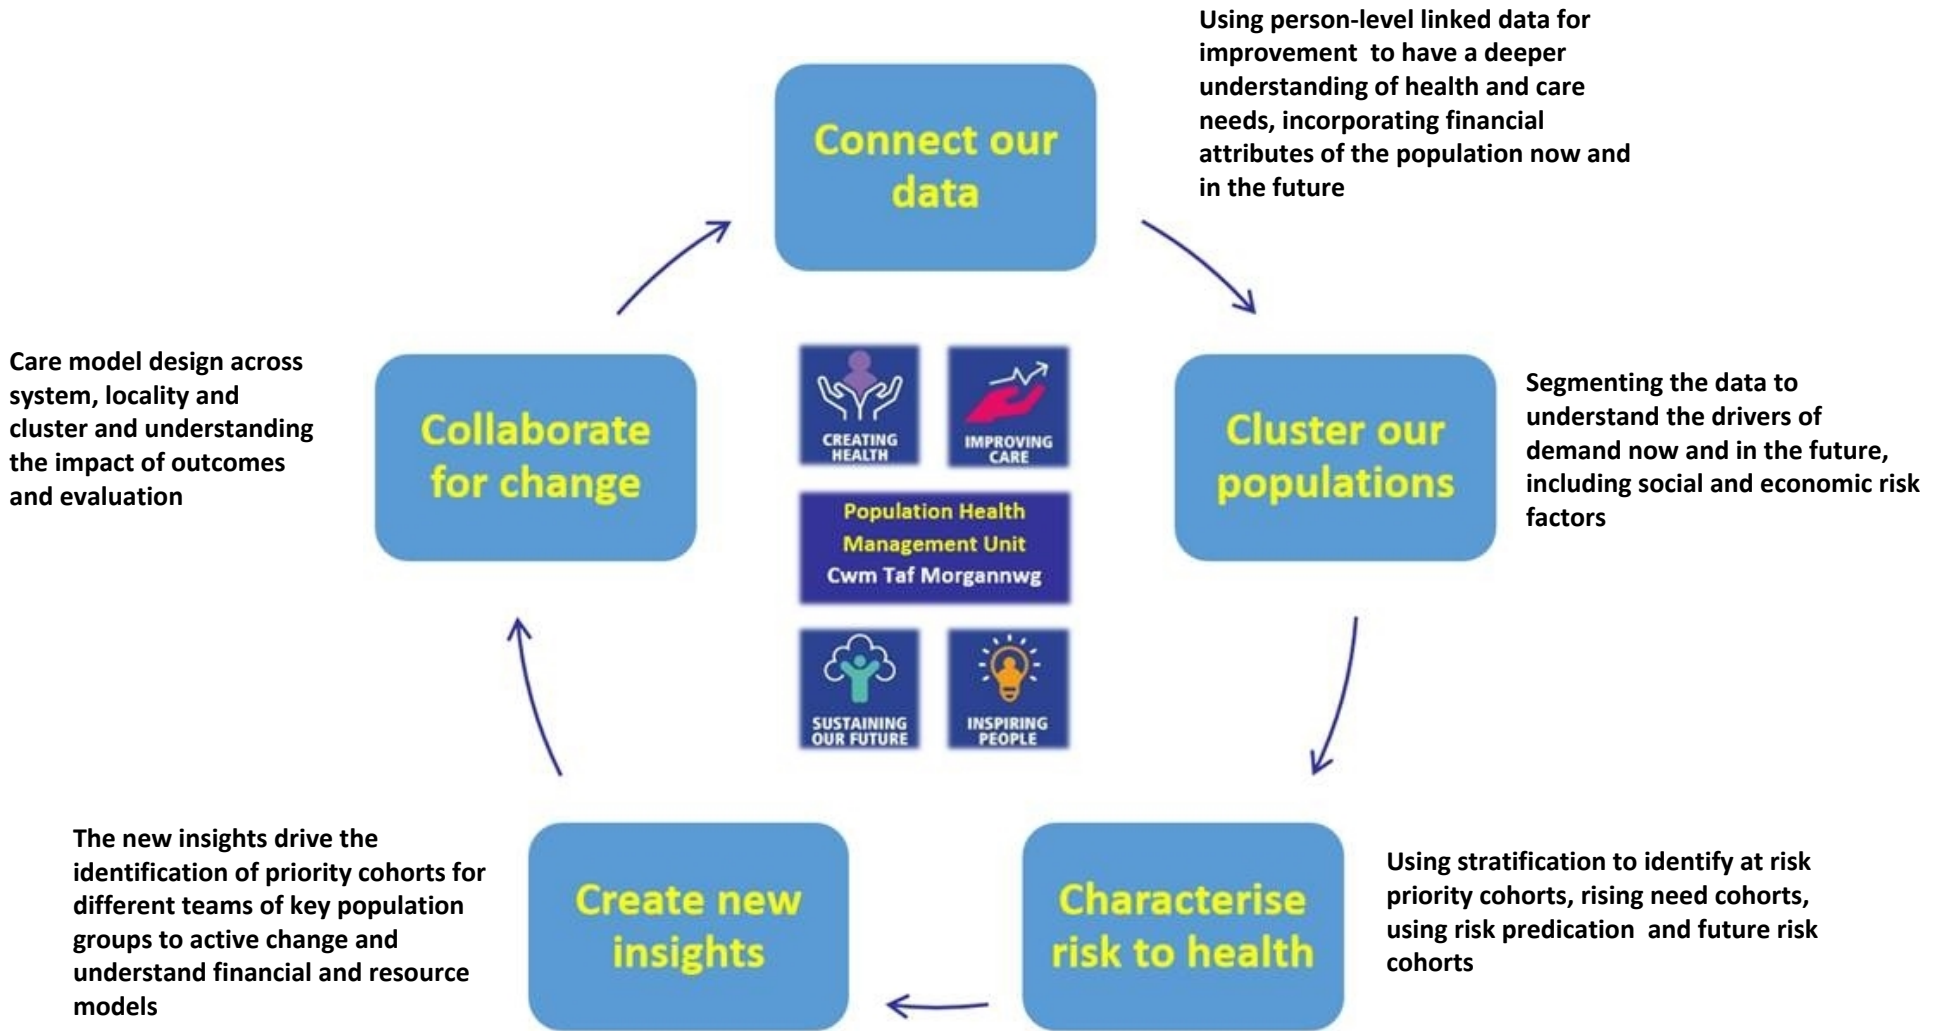 Using person-level linked data for
improvement to have a deeper
understanding of health and care
needs, incorporating financial
attributes of the population now and
in the future
Connect our
data
Care model design across
system, locality and
cluster and understanding
the impact of outcomes
and evaluation
Collaborate
for change
CREATING
HEALTH
IMPROVING
CARE
Cluster our
populations
Segmenting the data to
understand the drivers of
demand now and in the future,
including social and economic risk
factors
Population Health
Management Unit
Cwm Taf Morgannwg
SUSTAINING
OUR FUTURE
INSPIRING
PEOPLE
The new insights drive the
identification of priority cohorts for
different teams of key population
groups to active change and
understand financial and resource
models
Create new
insights
Characterise
risk to health
Using stratification to identify at risk
priority cohorts, rising need cohorts,
using risk predication and future risk
cohorts